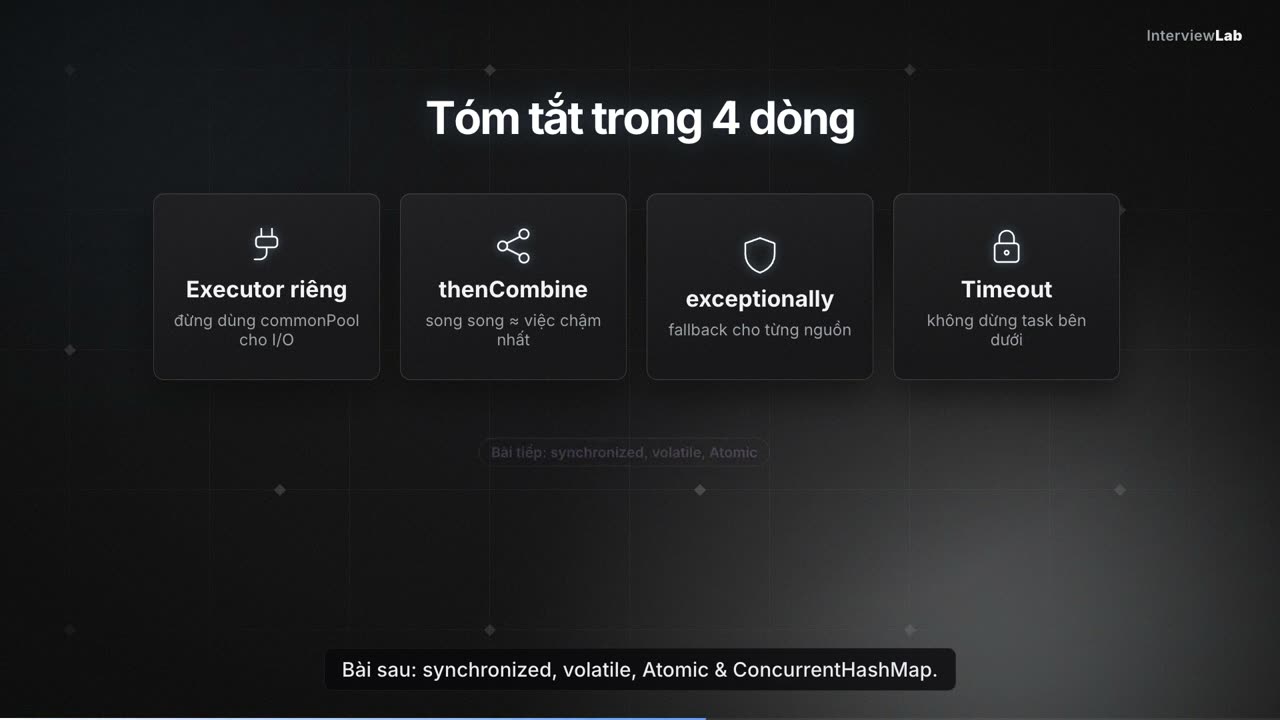 InterviewLab
Tóm tắt trong 4 dòng
Executor riêng
đừng dùng commonPool
cho I/O
thenCombine
song song ≈ việc chậm
nhất
exceptionally
fallback cho từng nguồn
Timeout
không dừng task bên
dưới
Bài tiếp: synchronized, volatile, Atomic
Bài sau: synchronized, volatile, Atomic & ConcurrentHashMap.